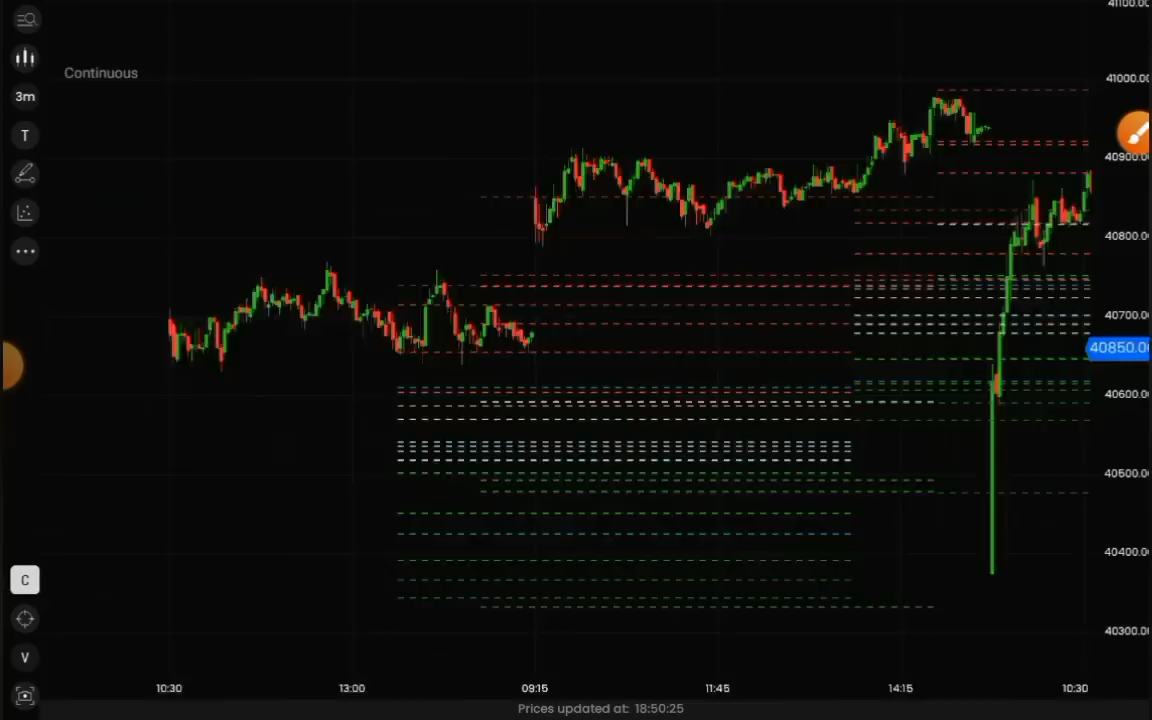 41100.00
Continuous
41000.00
3m
T
40900.00
40800.00
40700.00
40850.00
40600.00
40500.00
40400.00
C
40300.00
V
10:30 13:00 09:15 11:45 14:15 10:30
Prices updated at: 18:50:25